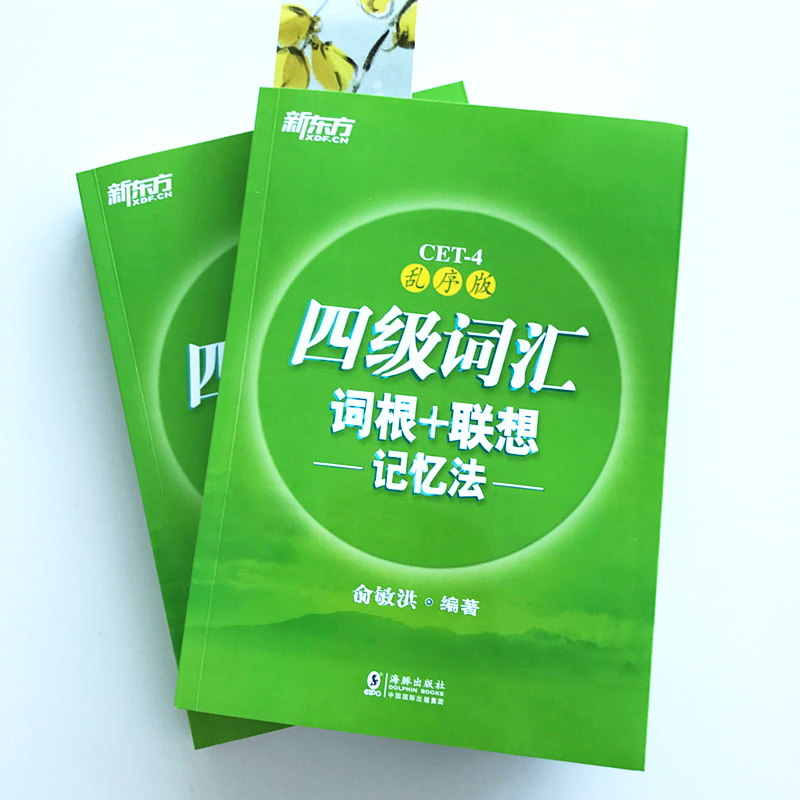 新东方
XDF.CN
CET-4
乱序版
四级词汇
词根+联想
记忆法
俞敏洪·编著
海豚出版社
DOLPHIN BOOKS
中国国际出版集团
新东方
XDF.CN
四